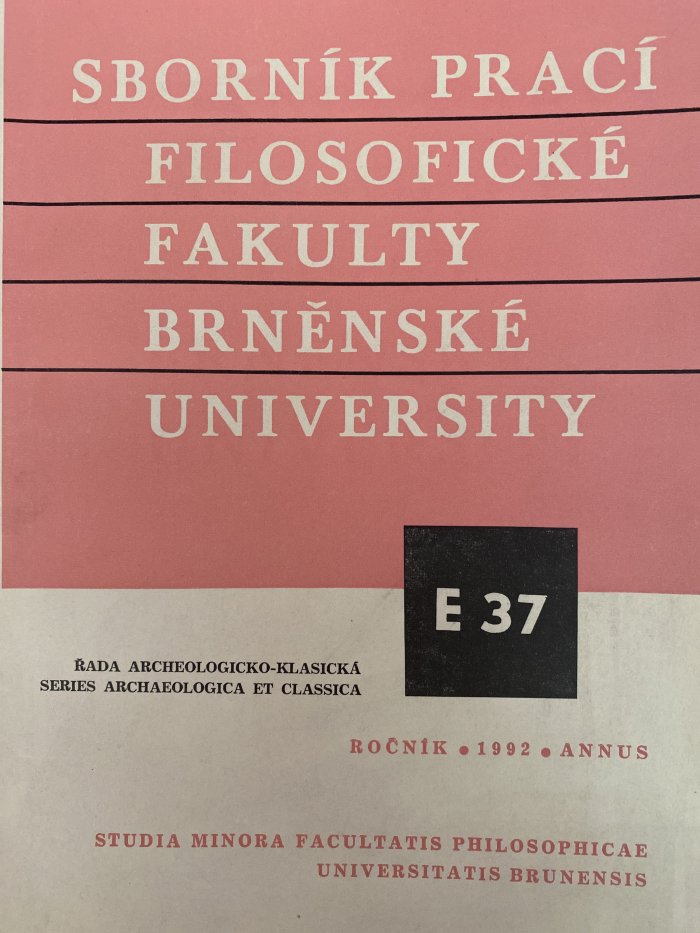 SBORNÍK PRACÍ
FILOSOFICKÉ
FAKULTY
BRNĚNSKÉ
UNIVERSITY
E 37
ŘADA ARCHEOLOGICKO-KLASICKÁ
SERIES ARCHAEOLOGICA ET CLASSICA
ROČNÍK • 1992 • ANNUS
STUDIA MINORA FACULTATIS PHILOSOPHICAE
UNIVERSITATIS BRUNENSIS